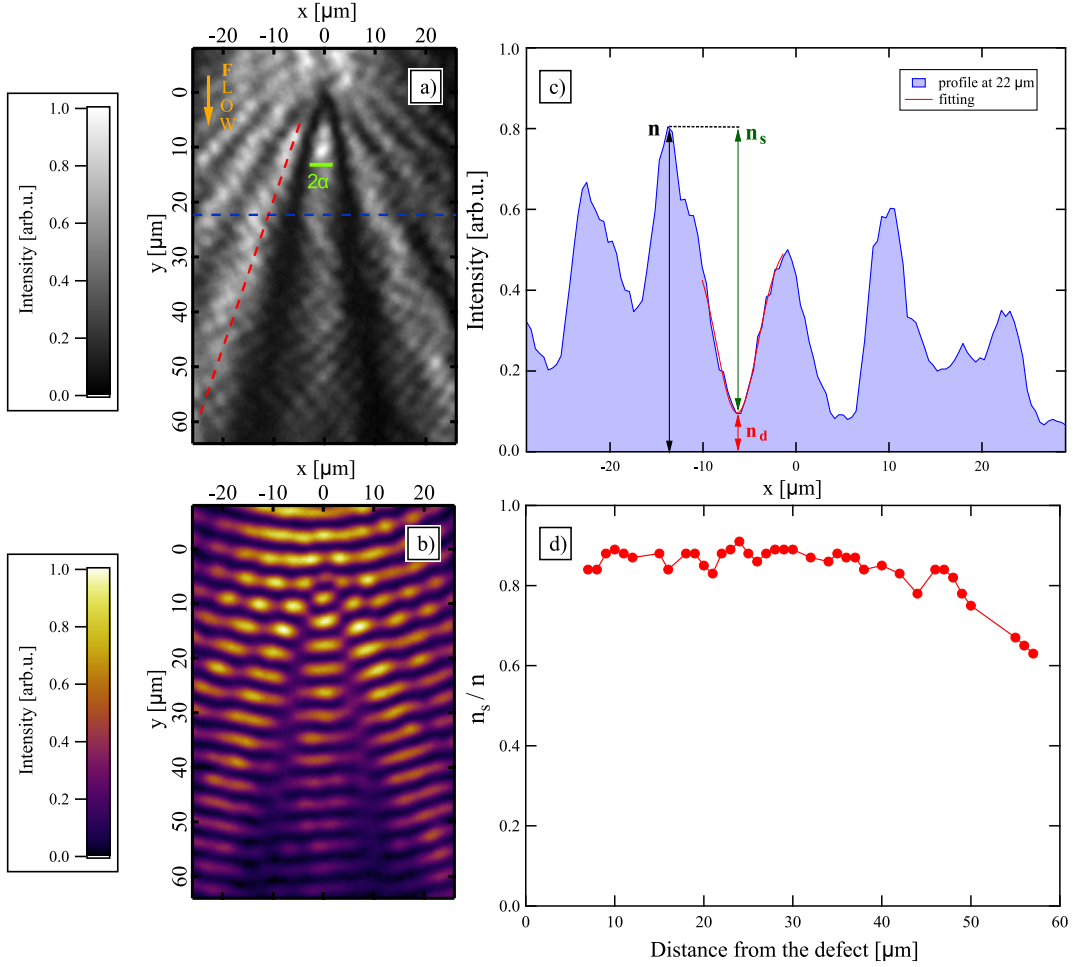 x [µm]
-20 -10 0 10 20
a)
FLOW
2α
y [µm]
0
10
20
30
40
50
60
Intensity [arb.u.]
1.0
0.8
0.6
0.4
0.2
0.0
c)
profile at 22 µm
fitting
n
n_s
n_d
Intensity [arb.u.]
1.0
0.8
0.6
0.4
0.2
0.0
-20 -10 0 10 20
x [µm]
x [µm]
-20 -10 0 10 20
b)
y [µm]
0
10
20
30
40
50
60
Intensity [arb.u.]
1.0
0.8
0.6
0.4
0.2
0.0
d)
n_s / n
1.0
0.8
0.6
0.4
0.2
0.0
0 10 20 30 40 50 60
Distance from the defect [µm]